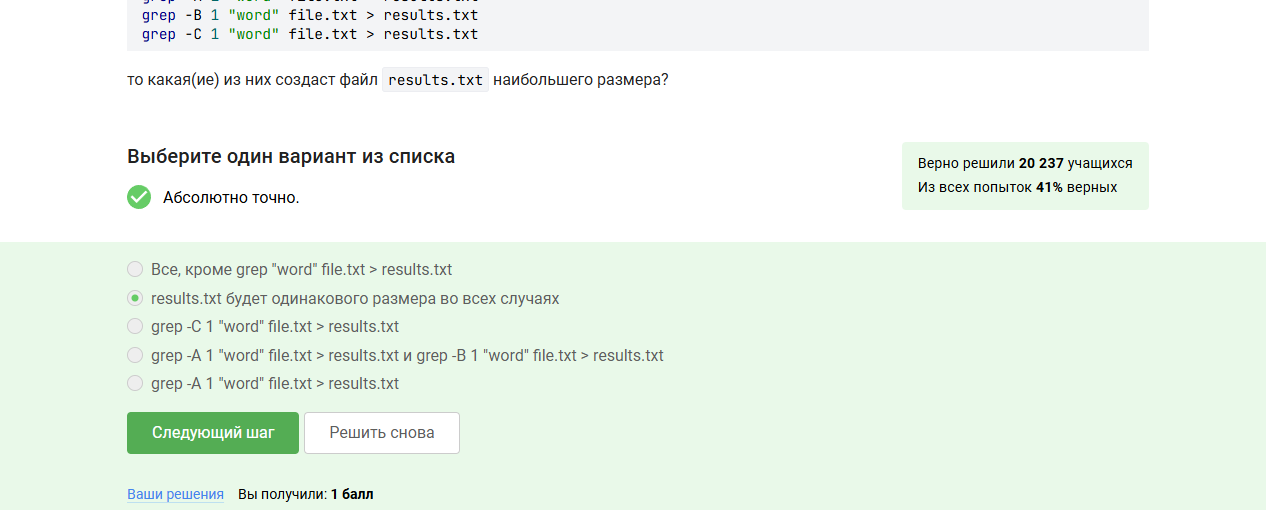 grep -B 1 "word" file.txt > results.txt
grep -C 1 "word" file.txt > results.txt
то какая(ие) из них создаст файл results.txt наибольшего размера?
Выберите один вариант из списка
Абсолютно точно.
Верно решили 20 237 учащихся
Из всех попыток 41% верных
Все, кроме grep "word" file.txt > results.txt
results.txt будет одинакового размера во всех случаях
grep -C 1 "word" file.txt > results.txt
grep -A 1 "word" file.txt > results.txt и grep -B 1 "word" file.txt > results.txt
grep -A 1 "word" file.txt > results.txt
Следующий шаг
Решить снова
Ваши решения Вы получили: 1 балл